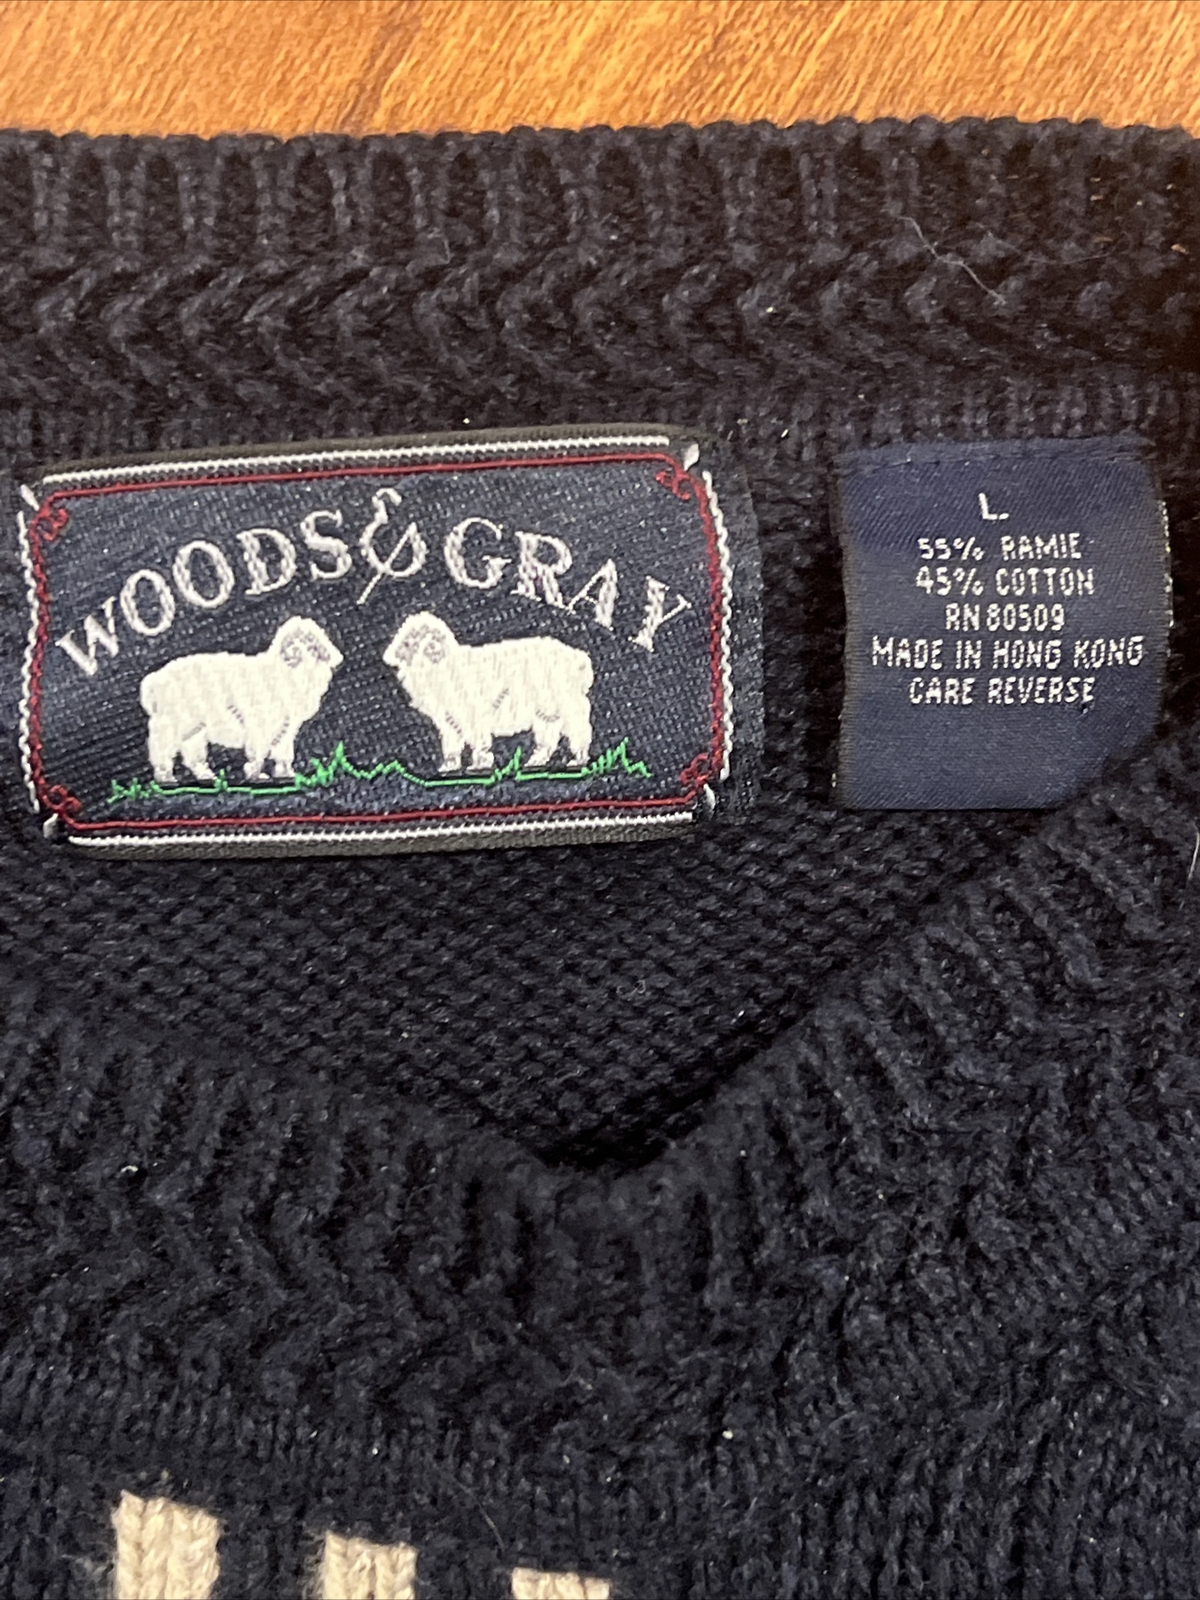 WOODS & GRAY
L.
55% RAMIE
45% COTTON
RN 80509
MADE IN HONG KONG
CARE REVERSE